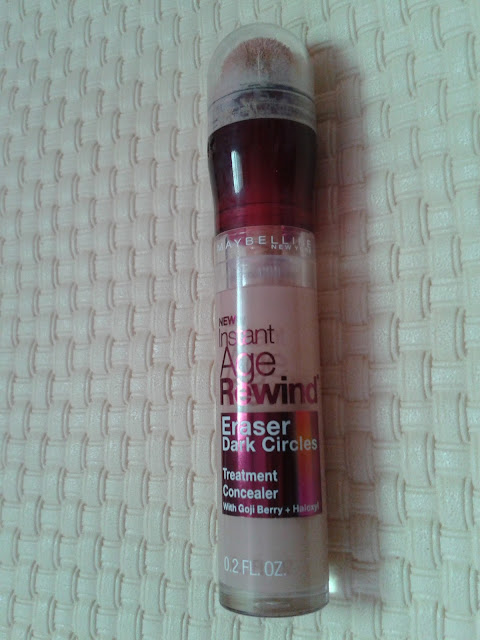 MAYBELLINE
NEW YORK
NEW
Instant
Age
Rewind
Eraser
Dark Circles
Treatment
Concealer
With Goji Berry + Haloxyl
0.2 FL. OZ.